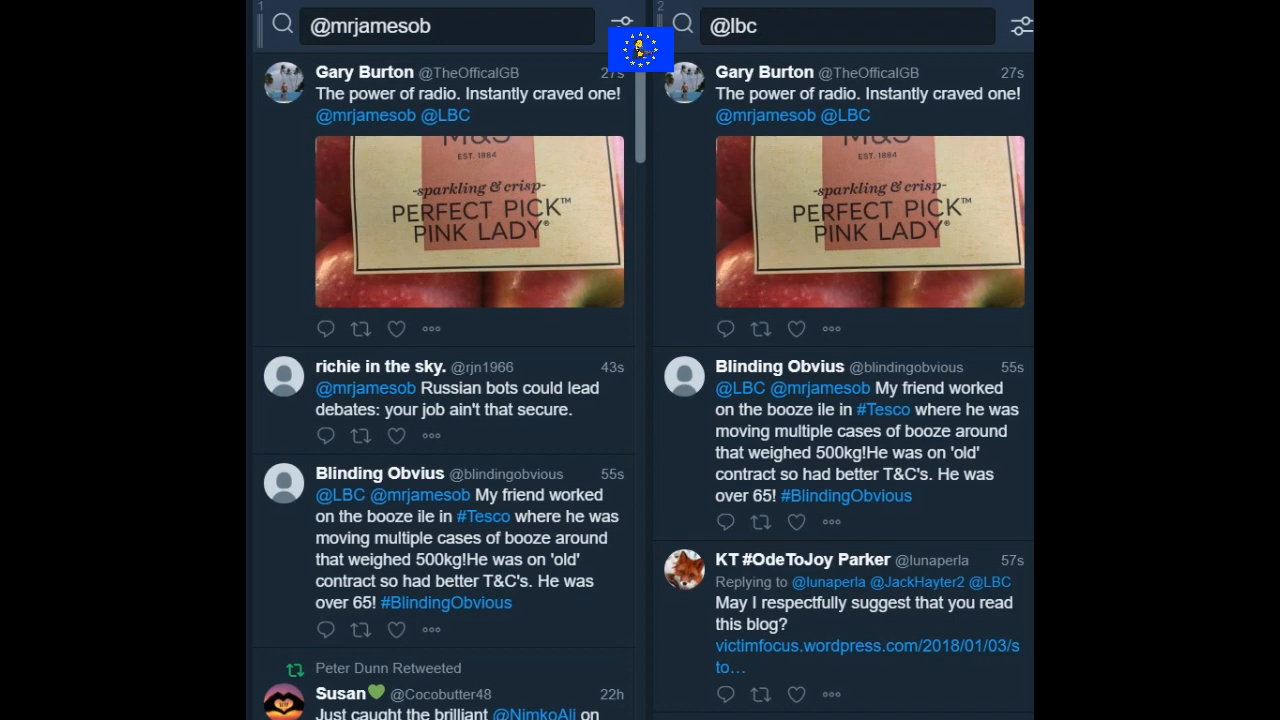 1
@mrjamesob
Gary Burton @TheOfficalGB 27s
The power of radio. Instantly craved one!
@mrjamesob @LBC
M&S
EST. 1884
-sparkling & crisp-
PERFECT PICK™
PINK LADY®
richie in the sky. @rjn1966 43s
@mrjamesob Russian bots could lead
debates: your job ain't that secure.
Blinding Obvius @blindingobvious 55s
@LBC @mrjamesob My friend worked
on the booze ile in #Tesco where he was
moving multiple cases of booze around
that weighed 500kg!He was on 'old'
contract so had better T&C's. He was
over 65! #BlindingObvious
Peter Dunn Retweeted
Susan💚 @Cocobutter48 22h
Just caught the brilliant @NimkoAli on
2
@lbc
Gary Burton @TheOfficalGB 27s
The power of radio. Instantly craved one!
@mrjamesob @LBC
M&S
EST. 1884
-sparkling & crisp-
PERFECT PICK™
PINK LADY®
Blinding Obvius @blindingobvious 55s
@LBC @mrjamesob My friend worked
on the booze ile in #Tesco where he was
moving multiple cases of booze around
that weighed 500kg!He was on 'old'
contract so had better T&C's. He was
over 65! #BlindingObvious
KT #OdeToJoy Parker @lunaperla 57s
Replying to @lunaperla @JackHayter2 @LBC
May I respectfully suggest that you read
this blog?
victimfocus.wordpress.com/2018/01/03/s
to…